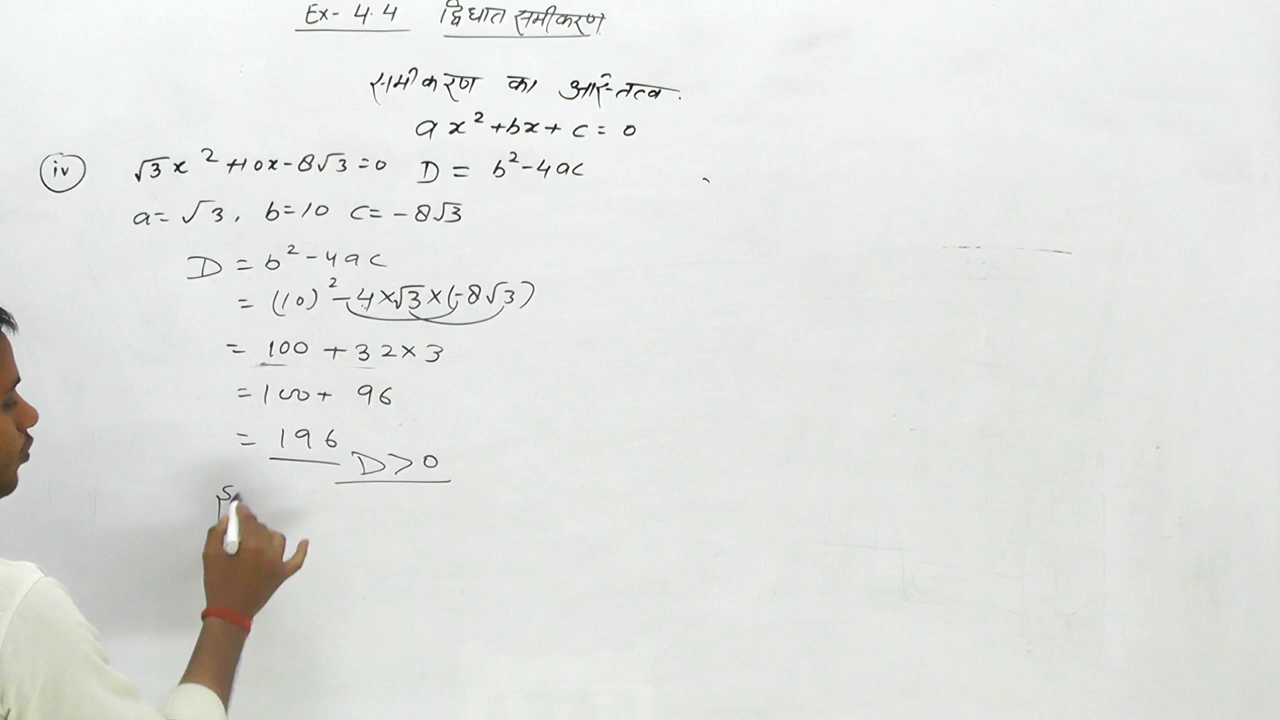 Ex- 4.4 द्विघात समीकरण
समीकरण का अस्तित्व.
ax² + bx + c = 0
iv √3x² + 10x - 8√3 = 0 D = b² - 4ac
a = √3, b = 10 c = -8√3
D = b² - 4ac
= (10)² - 4 × √3 × (-8√3)
= 100 + 32 × 3
= 100 + 96
= 196 D > 0